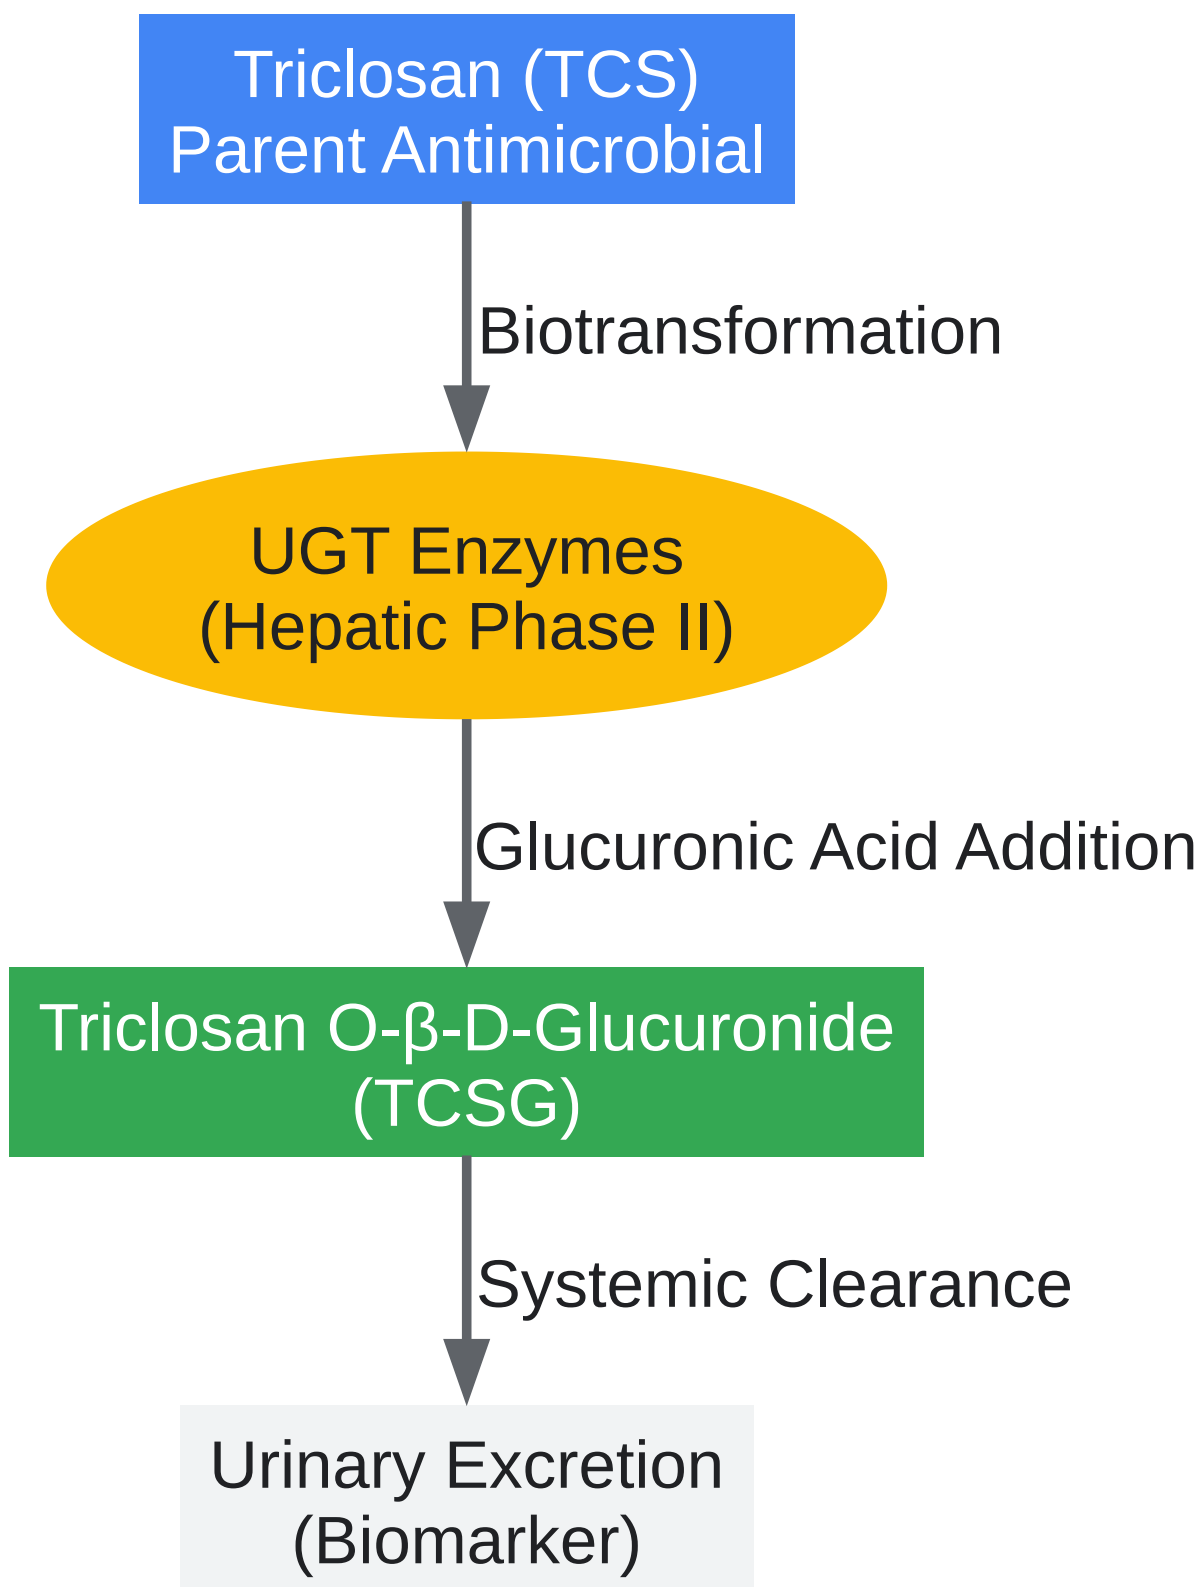 Triclosan (TCS)
Parent Antimicrobial
Biotransformation
UGT Enzymes
(Hepatic Phase II)
Glucuronic Acid Addition
Triclosan O-β-D-Glucuronide
(TCSG)
Systemic Clearance
Urinary Excretion
(Biomarker)